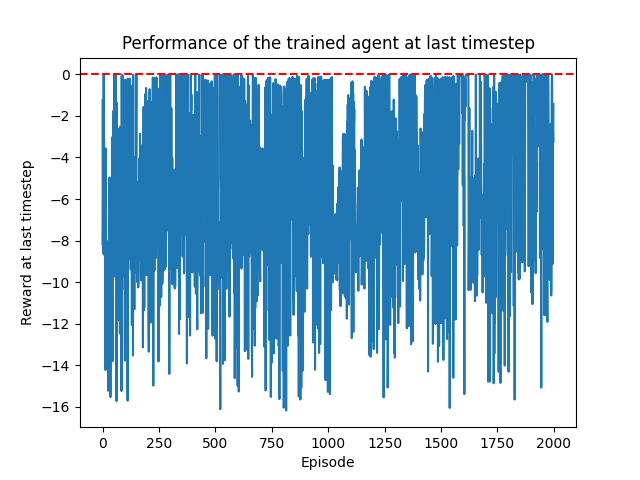 Performance of the trained agent at last timestep
Reward at last timestep
0
−2
−4
−6
−8
−10
−12
−14
−16
0 250 500 750 1000 1250 1500 1750 2000
Episode